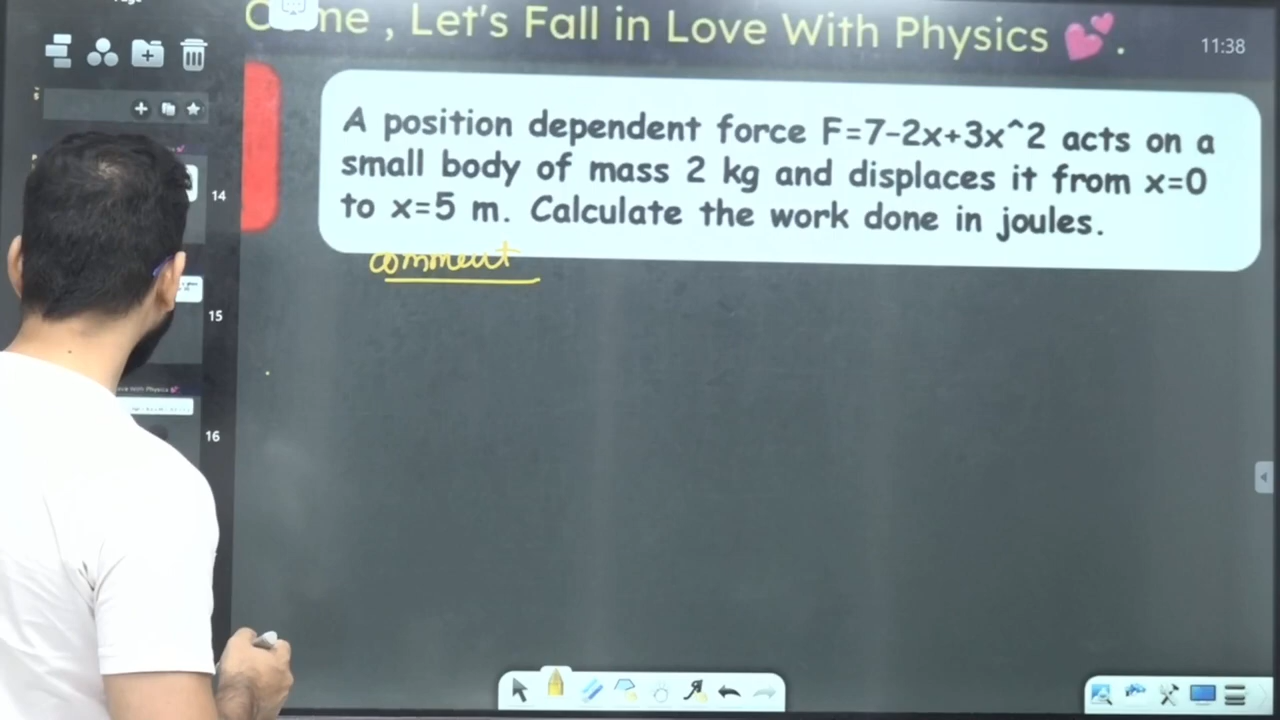 Come , Let's Fall in Love With Physics 💕.
11:38
A position dependent force F=7-2x+3x^2 acts on a
small body of mass 2 kg and displaces it from x=0
to x=5 m. Calculate the work done in joules.
comment
14
15
16